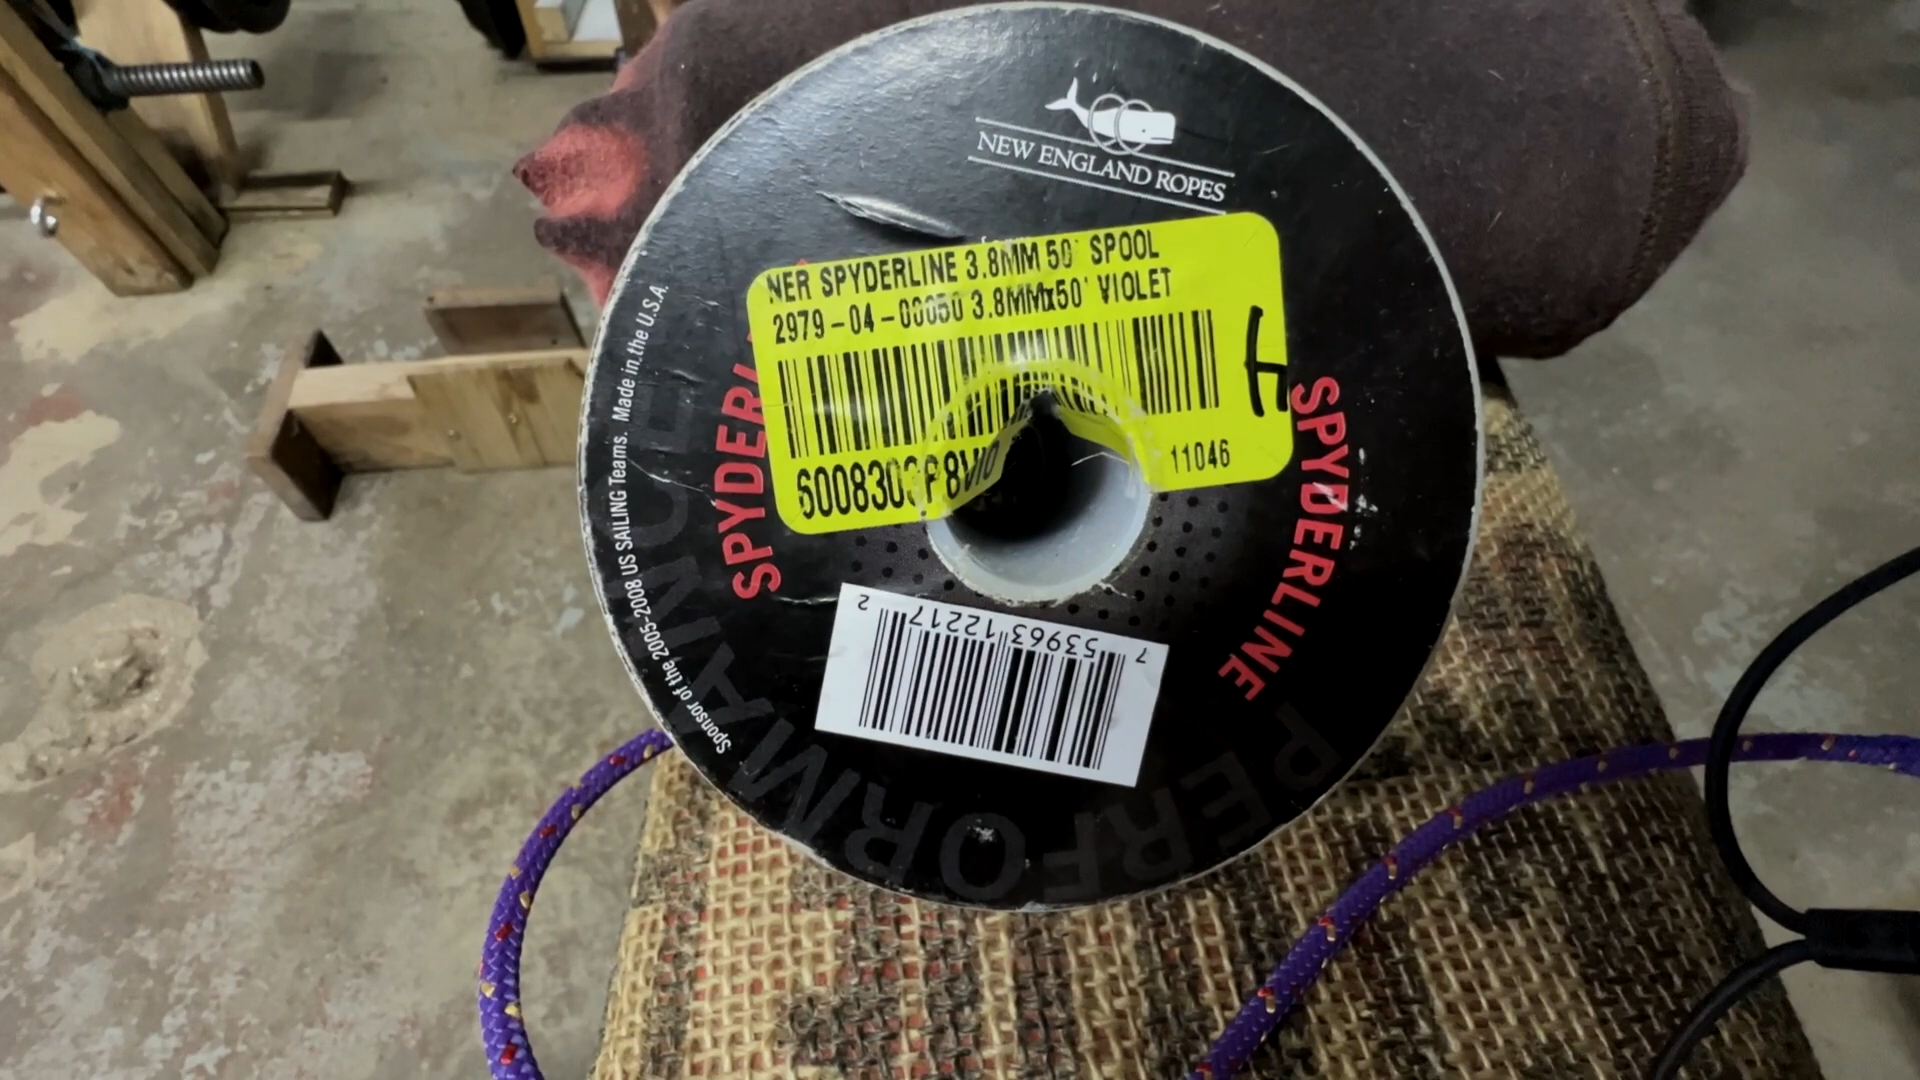 NEW ENGLAND ROPES
NER SPYDERLINE 3.8MM 50' SPOOL
2979-04-00050 3.8MMx50' VIOLET
H
11046
SPYDERLINE
Sponsor of the 2005-2008 US SAILING Teams. Made in the U.S.A.
7 53963 12217 2
PERFORMANCE